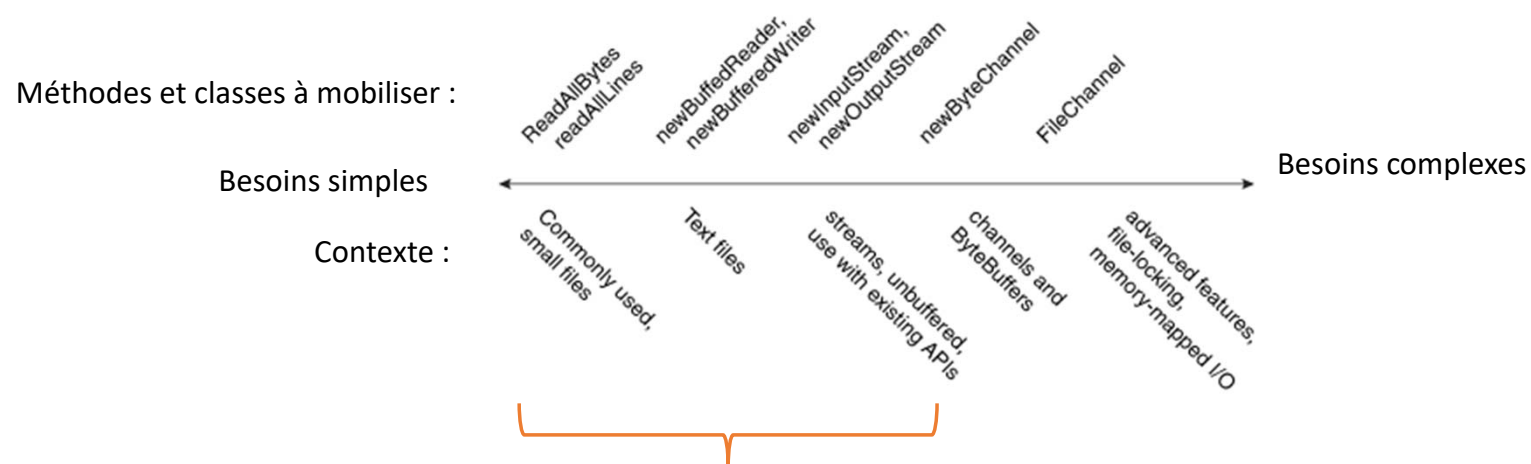 Méthodes et classes à mobiliser :
ReadAllBytes
readAllLines
newBuffedReader,
newBufferedWriter
newInputStream,
newOutputStream
newByteChannel
FileChannel
Besoins simples
Besoins complexes
Contexte :
Commonly used,
small files
Text files
streams, unbuffered,
use with existing APIs
channels and
ByteBuffers
advanced features,
file-locking,
memory-mapped I/O